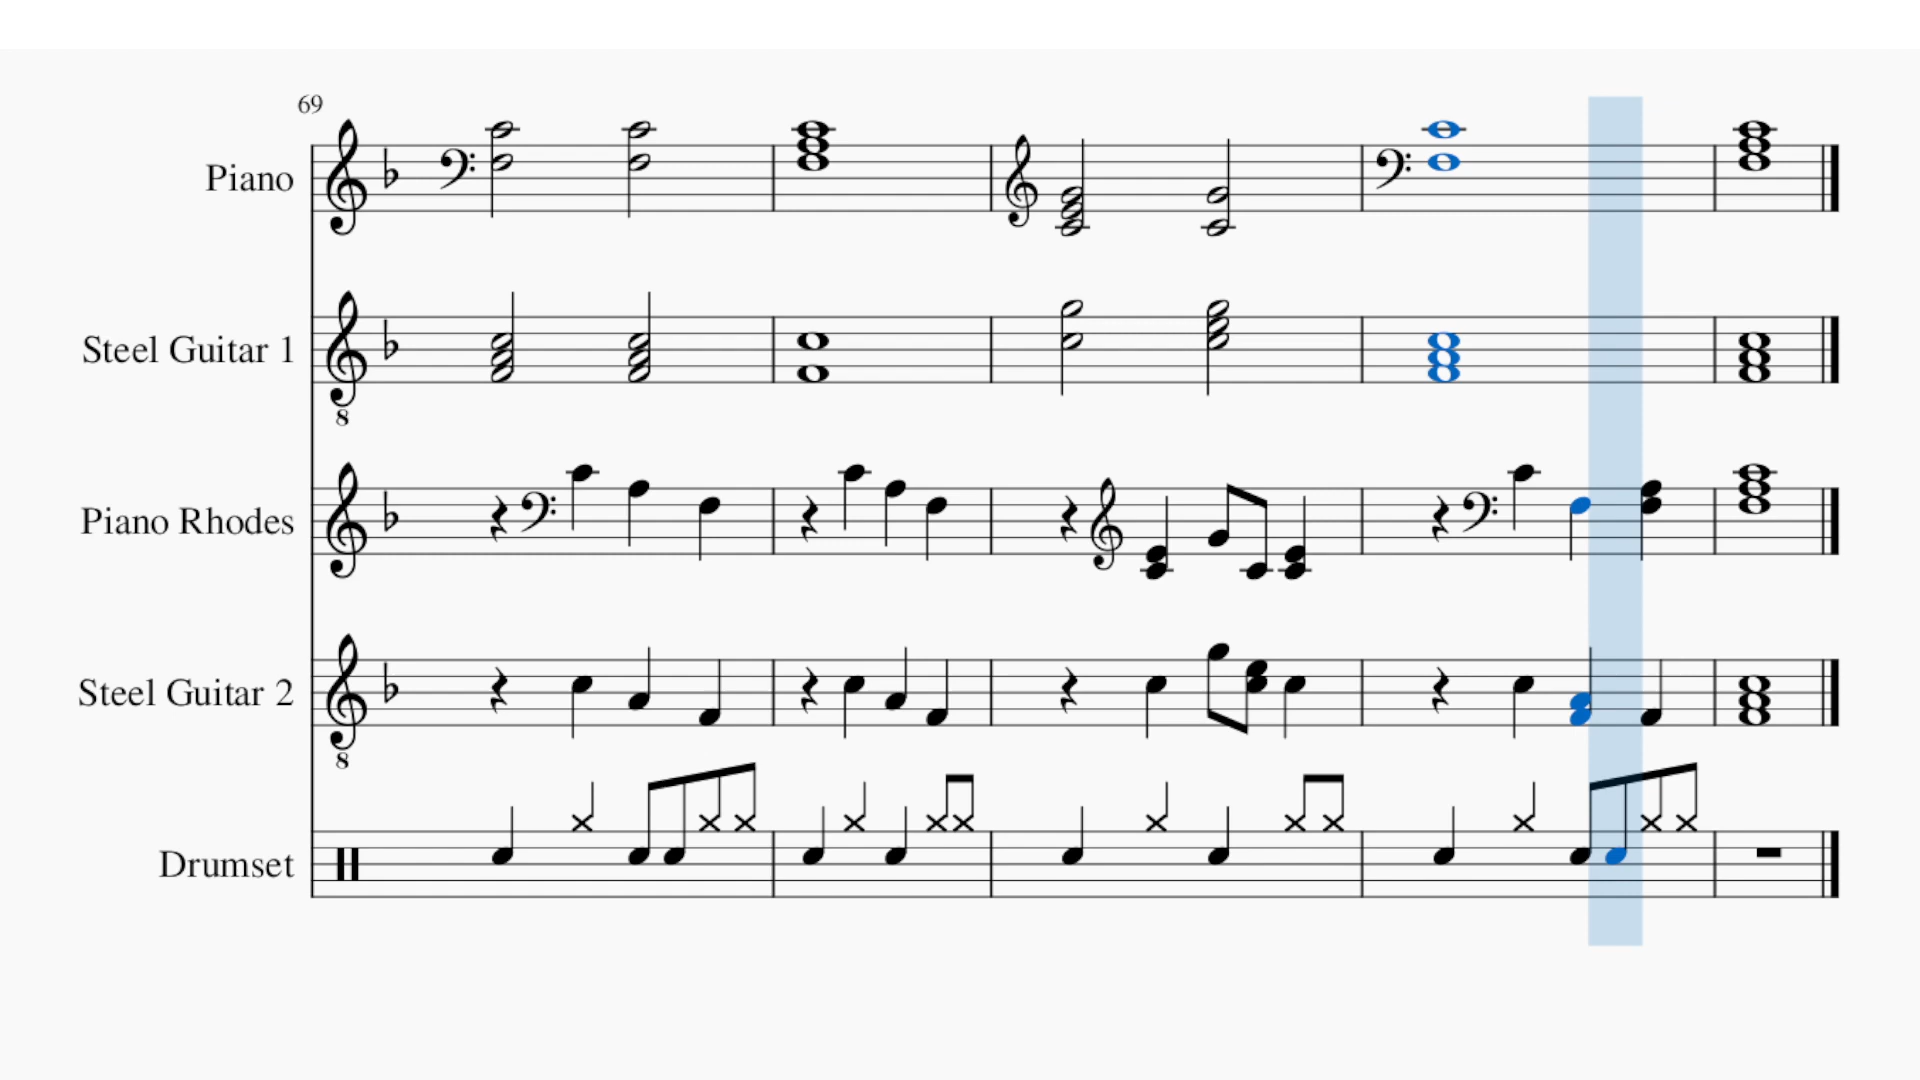 69
Piano
Steel Guitar 1
8
Piano Rhodes
Steel Guitar 2
8
Drumset